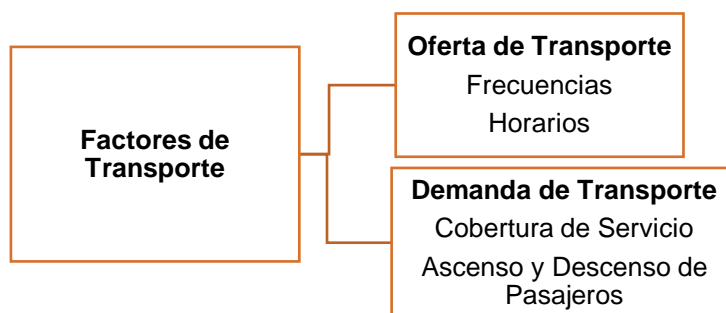 Factores de
Transporte
Oferta de Transporte
Frecuencias
Horarios
Demanda de Transporte
Cobertura de Servicio
Ascenso y Descenso de
Pasajeros